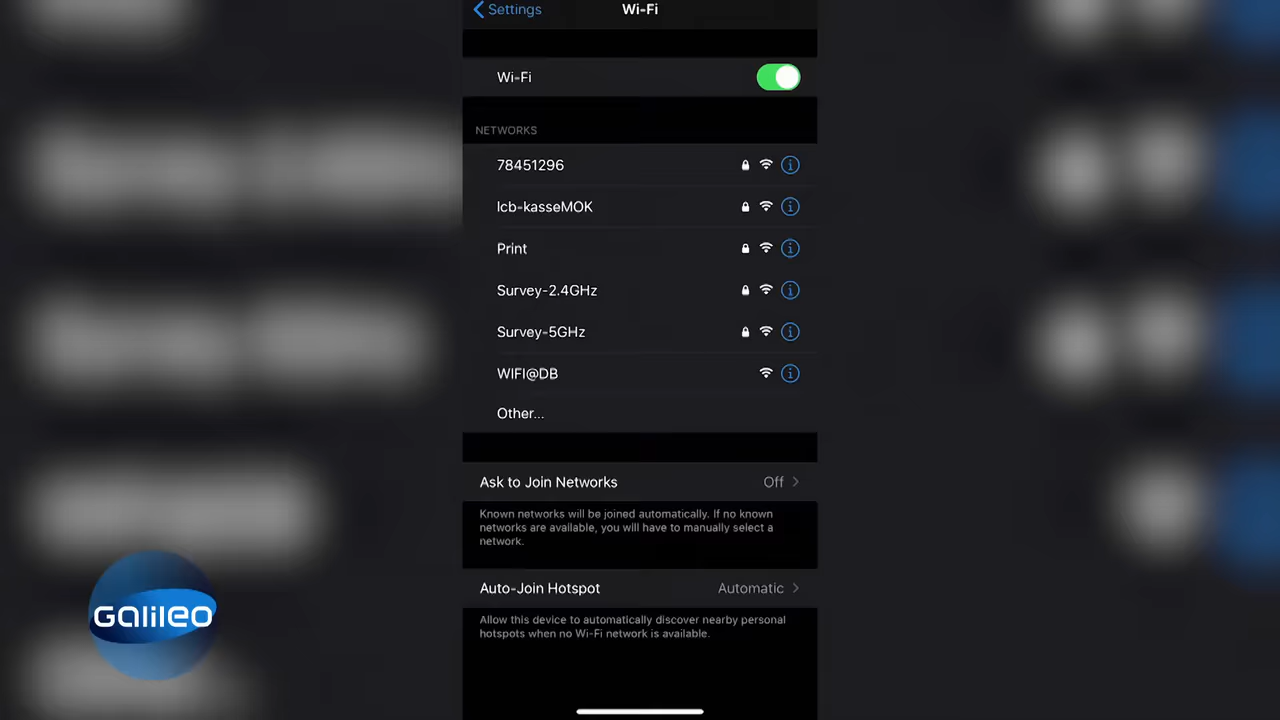 Settings
Wi-Fi
Wi-Fi
NETWORKS
78451296
lcb-kasseMOK
Print
Survey-2.4GHz
Survey-5GHz
WIFI@DB
Other...
Ask to Join Networks Off
Known networks will be joined automatically. If no known
networks are available, you will have to manually select a
network.
Auto-Join Hotspot Automatic
Allow this device to automatically discover nearby personal
hotspots when no Wi-Fi network is available.
Galileo